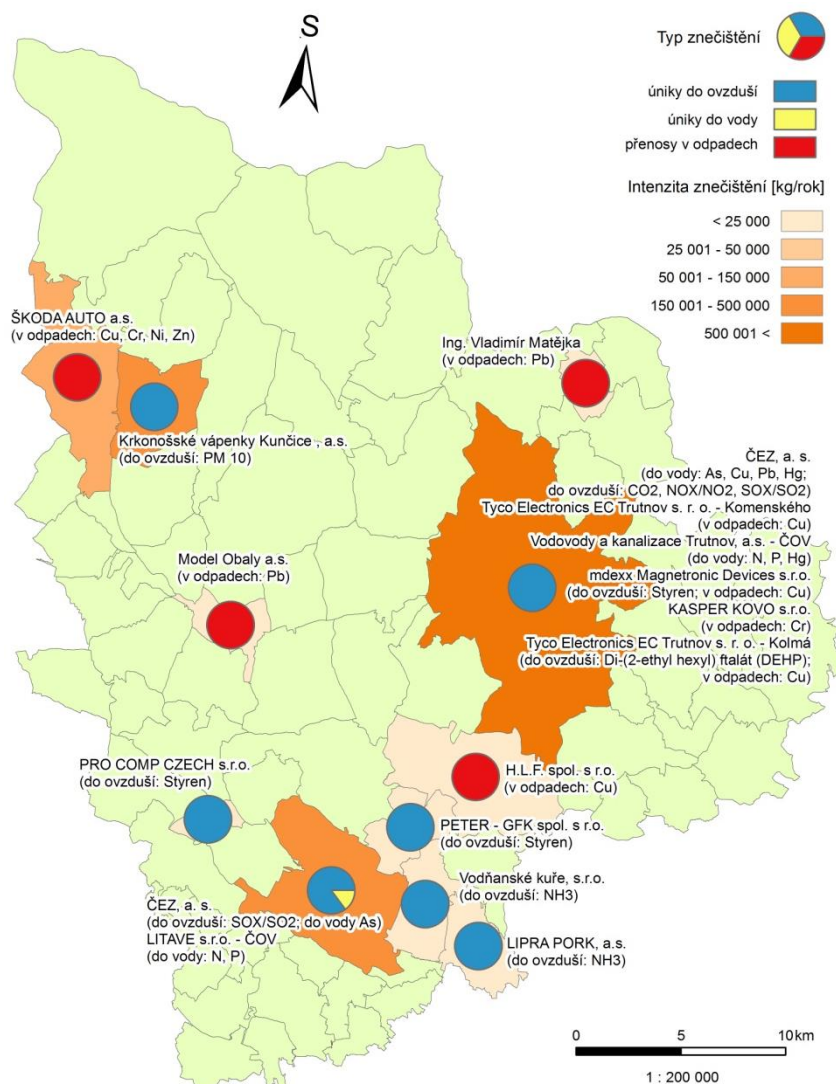 S
Typ znečištění
úniky do ovzduší
úniky do vody
přenosy v odpadech
Intenzita znečištění [kg/rok]
< 25 000
25 001 - 50 000
50 001 - 150 000
150 001 - 500 000
500 001 <
ŠKODA AUTO a.s.
(v odpadech: Cu, Cr, Ni, Zn)
Ing. Vladimír Matějka
(v odpadech: Pb)
Krkonošské vápenky Kunčice , a.s.
(do ovzduší: PM 10)
ČEZ, a. s.
(do vody: As, Cu, Pb, Hg;
do ovzduší: CO2, NOX/NO2, SOX/SO2)
Tyco Electronics EC Trutnov s. r. o. - Komenského
(v odpadech: Cu)
Vodovody a kanalizace Trutnov, a.s. - ČOV
(do vody: N, P, Hg)
mdexx Magnetronic Devices s.r.o.
(do ovzduší: Styren; v odpadech: Cu)
KASPER KOVO s.r.o.
(v odpadech: Cr)
Tyco Electronics EC Trutnov s. r. o. - Kolmá
(do ovzduší: Di-(2-ethyl hexyl) ftalát (DEHP);
v odpadech: Cu)
Model Obaly a.s.
(v odpadech: Pb)
PRO COMP CZECH s.r.o.
(do ovzduší: Styren)
H.L.F. spol. s r.o.
(v odpadech: Cu)
PETER - GFK spol. s r.o.
(do ovzduší: Styren)
Vodňanské kuře, s.r.o.
(do ovzduší: NH3)
ČEZ, a. s.
(do ovzduší: SOX/SO2; do vody As)
LITAVE s.r.o. - ČOV
(do vody: N, P)
LIPRA PORK, a.s.
(do ovzduší: NH3)
0 5 10 km
1 : 200 000